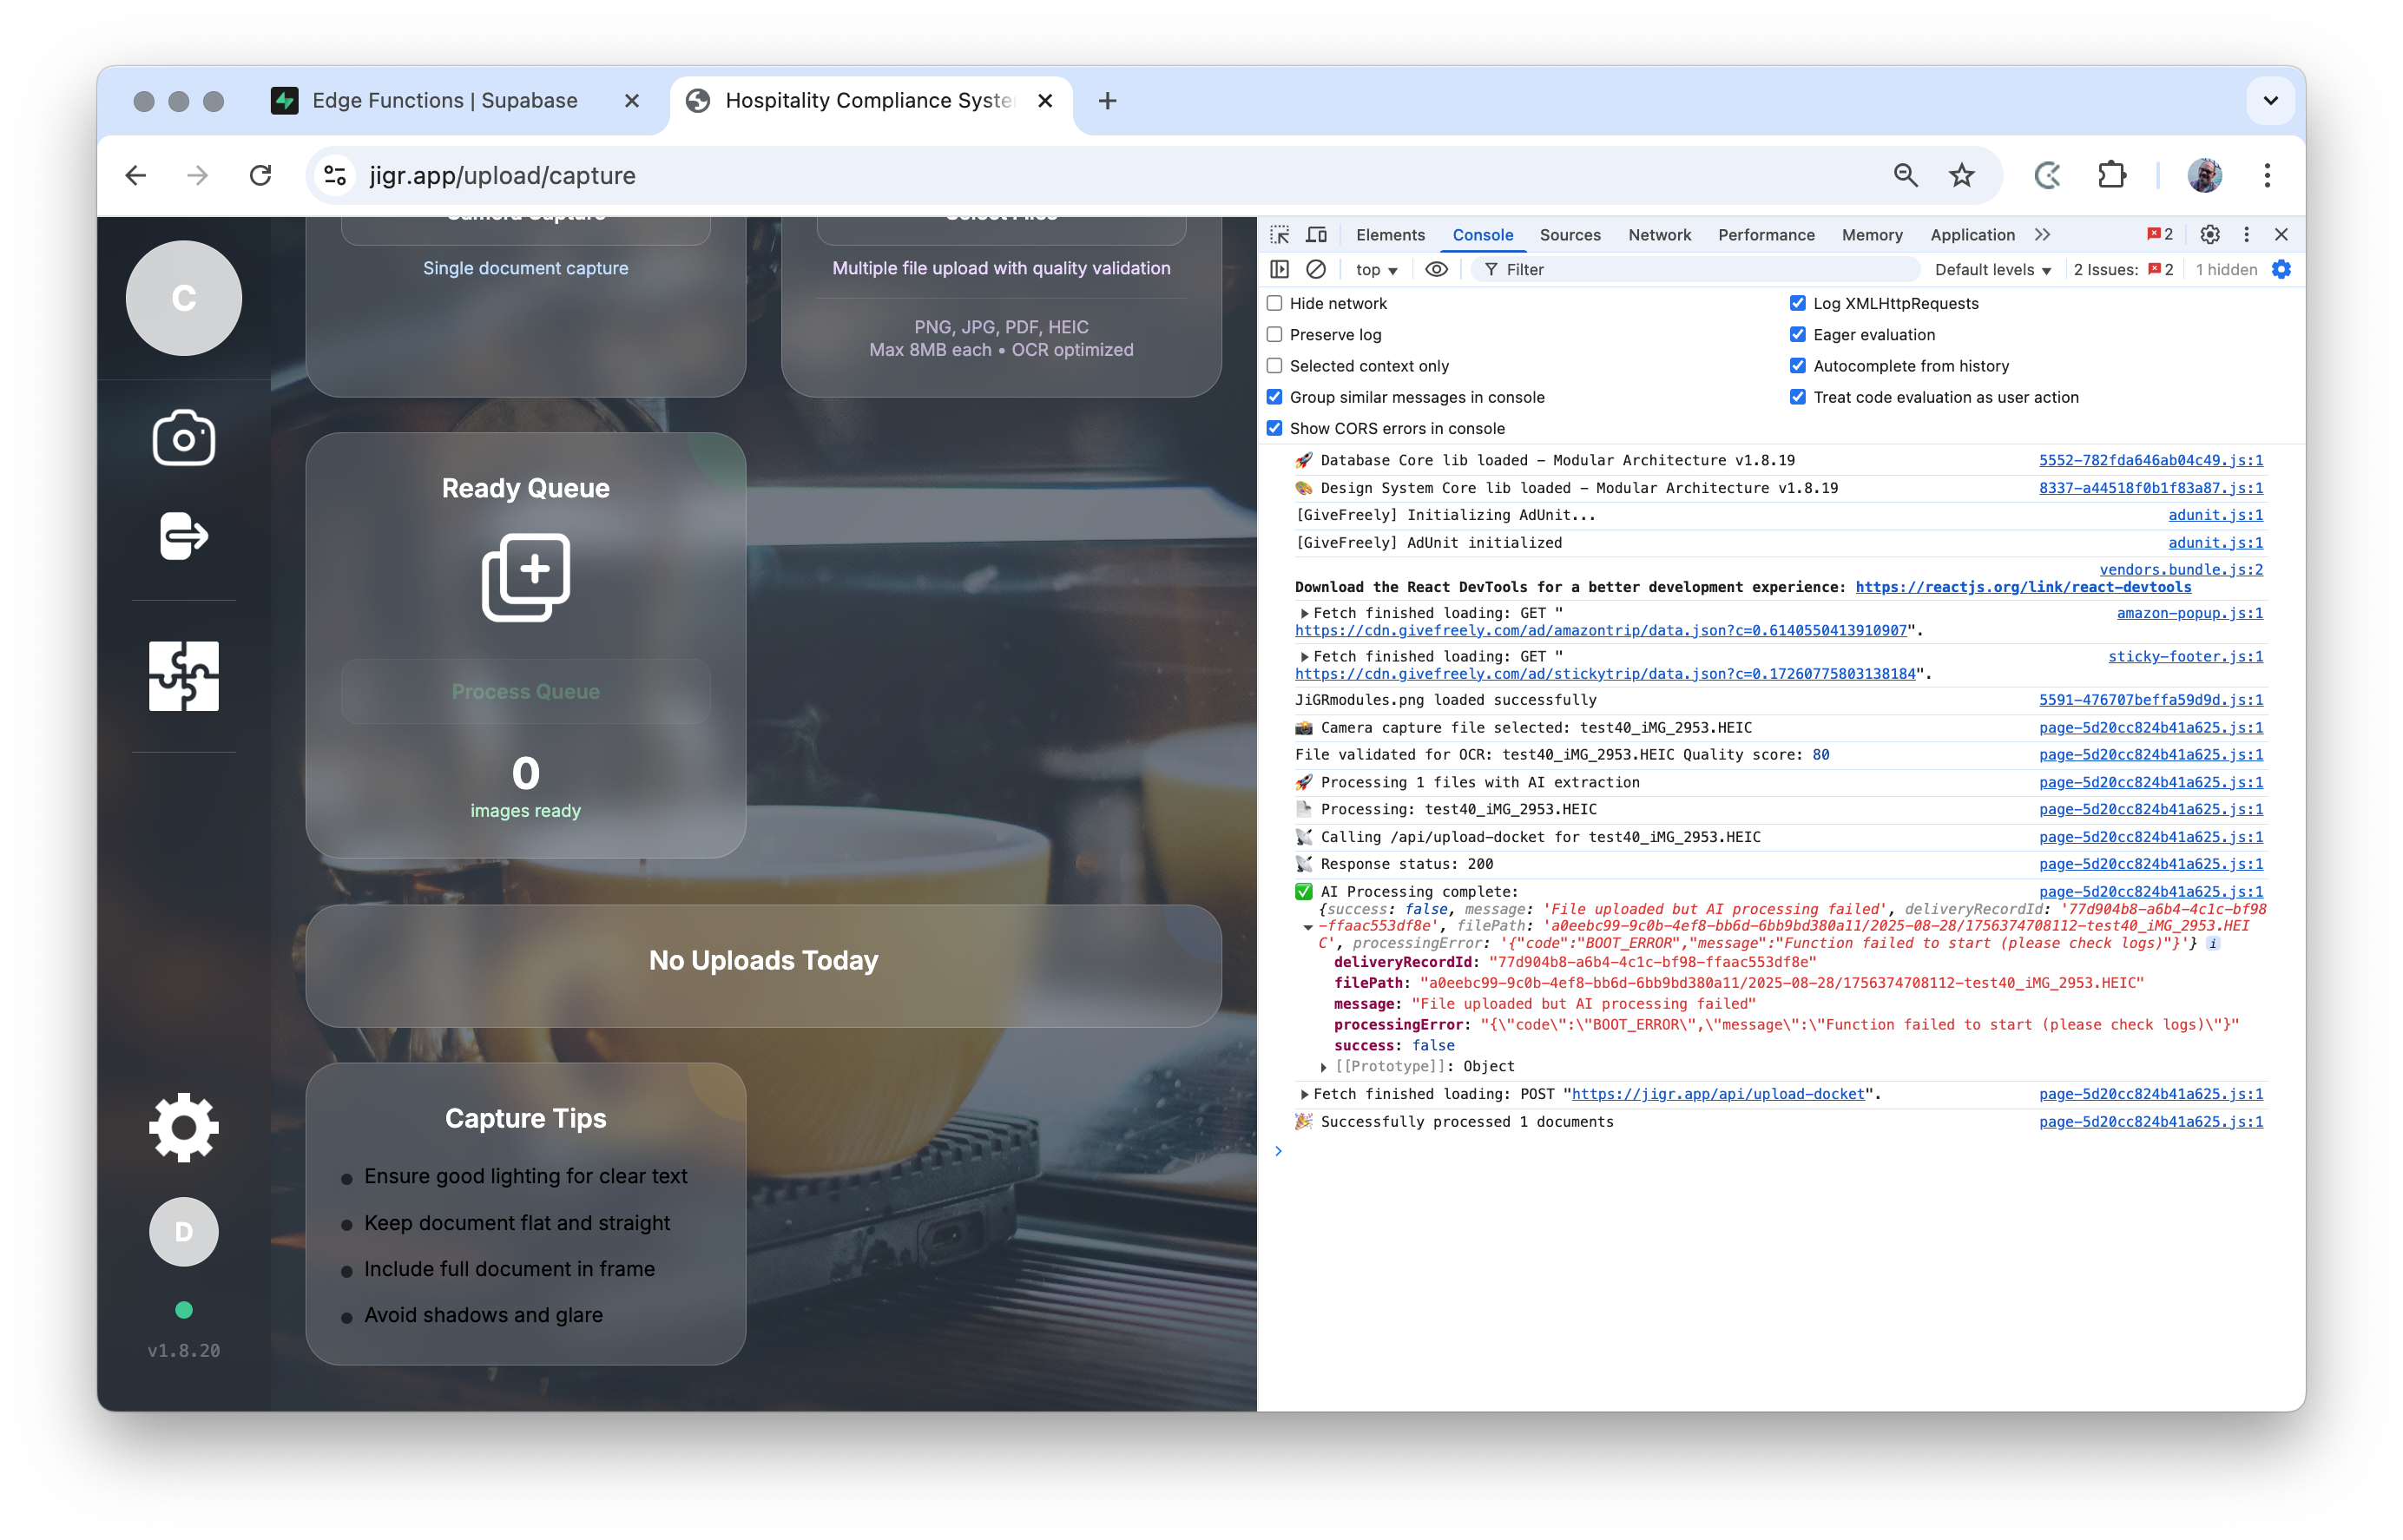 Edge Functions | Supabase
Hospitality Compliance Syste
jigr.app/upload/capture
C
Camera Capture
Single document capture
Select Files
Multiple file upload with quality validation
PNG, JPG, PDF, HEIC
Max 8MB each • OCR optimized
Ready Queue
Process Queue
0
images ready
No Uploads Today
Capture Tips
Ensure good lighting for clear text
Keep document flat and straight
Include full document in frame
Avoid shadows and glare
D
v1.8.20
Elements Console Sources Network Performance Memory Application 2
top Filter Default levels 2 Issues: 2 1 hidden
Hide network Log XMLHttpRequests
Preserve log Eager evaluation
Selected context only Autocomplete from history
Group similar messages in console Treat code evaluation as user action
Show CORS errors in console
🚀 Database Core lib loaded - Modular Architecture v1.8.19 5552-782fda646ab04c49.js:1
🎨 Design System Core lib loaded - Modular Architecture v1.8.19 8337-a44518f0b1f83a87.js:1
[GiveFreely] Initializing AdUnit... adunit.js:1
[GiveFreely] AdUnit initialized adunit.js:1
vendors.bundle.js:2
Download the React DevTools for a better development experience: https://reactjs.org/link/react-devtools
Fetch finished loading: GET " amazon-popup.js:1
https://cdn.givefreely.com/ad/amazontrip/data.json?c=0.6140550413910907".
Fetch finished loading: GET " sticky-footer.js:1
https://cdn.givefreely.com/ad/stickytrip/data.json?c=0.17260775803138184".
JiGRmodules.png loaded successfully 5591-476707beffa59d9d.js:1
📸 Camera capture file selected: test40_iMG_2953.HEIC page-5d20cc824b41a625.js:1
File validated for OCR: test40_iMG_2953.HEIC Quality score: 80 page-5d20cc824b41a625.js:1
🚀 Processing 1 files with AI extraction page-5d20cc824b41a625.js:1
📄 Processing: test40_iMG_2953.HEIC page-5d20cc824b41a625.js:1
📡 Calling /api/upload-docket for test40_iMG_2953.HEIC page-5d20cc824b41a625.js:1
📡 Response status: 200 page-5d20cc824b41a625.js:1
✅ AI Processing complete: page-5d20cc824b41a625.js:1
{success: false, message: 'File uploaded but AI processing failed', deliveryRecordId: '77d904b8-a6b4-4c1c-bf98
-ffaac553df8e', filePath: 'a0eebc99-9c0b-4ef8-bb6d-6bb9bd380a11/2025-08-28/1756374708112-test40_iMG_2953.HEI
C', processingError: '{"code":"BOOT_ERROR","message":"Function failed to start (please check logs)"}'} i
deliveryRecordId: "77d904b8-a6b4-4c1c-bf98-ffaac553df8e"
filePath: "a0eebc99-9c0b-4ef8-bb6d-6bb9bd380a11/2025-08-28/1756374708112-test40_iMG_2953.HEIC"
message: "File uploaded but AI processing failed"
processingError: "{\"code\":\"BOOT_ERROR\",\"message\":\"Function failed to start (please check logs)\"}"
success: false
[[Prototype]]: Object
Fetch finished loading: POST "https://jigr.app/api/upload-docket". page-5d20cc824b41a625.js:1
🎉 Successfully processed 1 documents page-5d20cc824b41a625.js:1